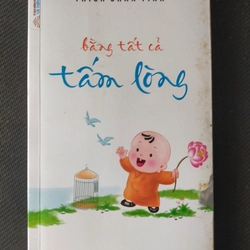 bằng tất cả
tấm lòng